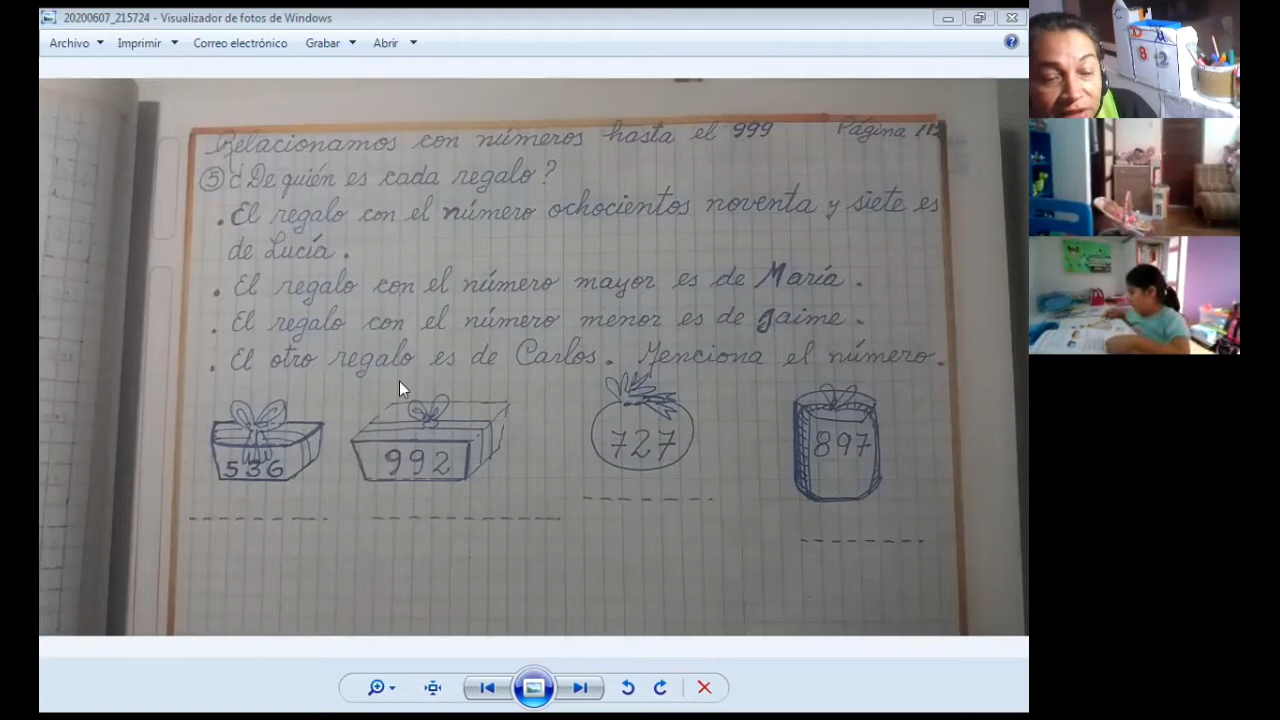 20200607_215724 - Visualizador de fotos de Windows
Archivo Imprimir Correo electrónico Grabar Abrir
Relacionamos con números hasta el 999 Página 112
5 ¿De quién es cada regalo?
. El regalo con el número ochocientos noventa y siete es
de Lucía.
. El regalo con el número mayor es de María.
. El regalo con el número menor es de Jaime.
. El otro regalo es de Carlos. Menciona el número.
536 992 727 897
C
D U
8 2